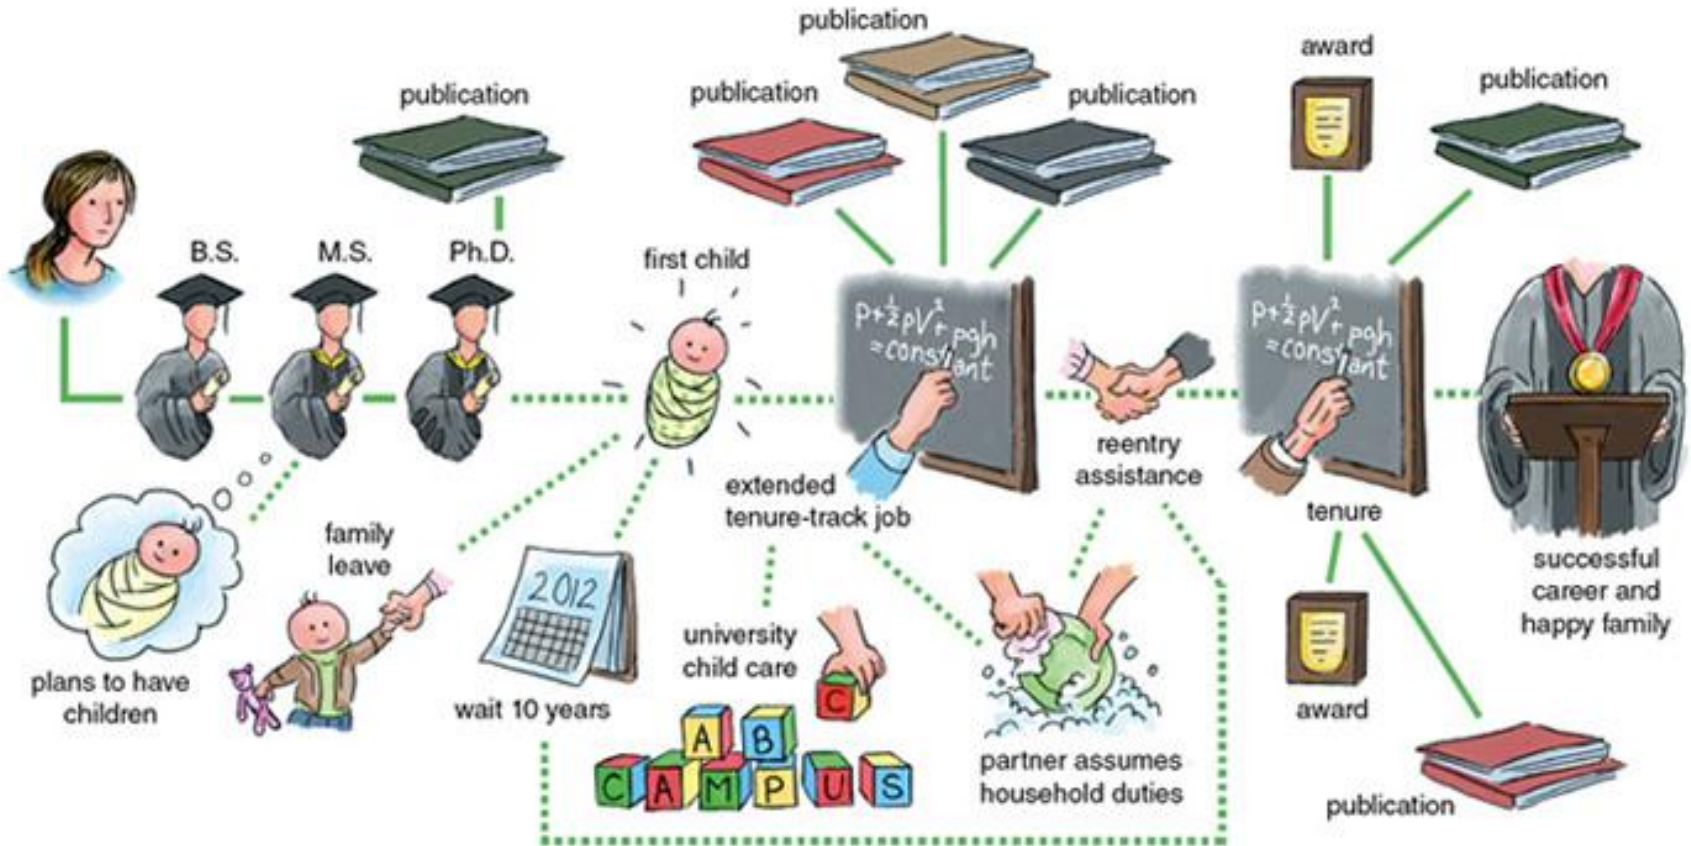 publication
award
publication
publication
publication
publication
B.S.
M.S.
Ph.D.
first child
p+½ρV²+ ρgh
=constant
p+½ρV²+ ρgh
=constant
reentry
assistance
extended
tenure-track job
tenure
family
leave
2012
university
child care
successful
career and
happy family
plans to have
children
wait 10 years
C
A B
CAMPUS
partner assumes
household duties
award
publication